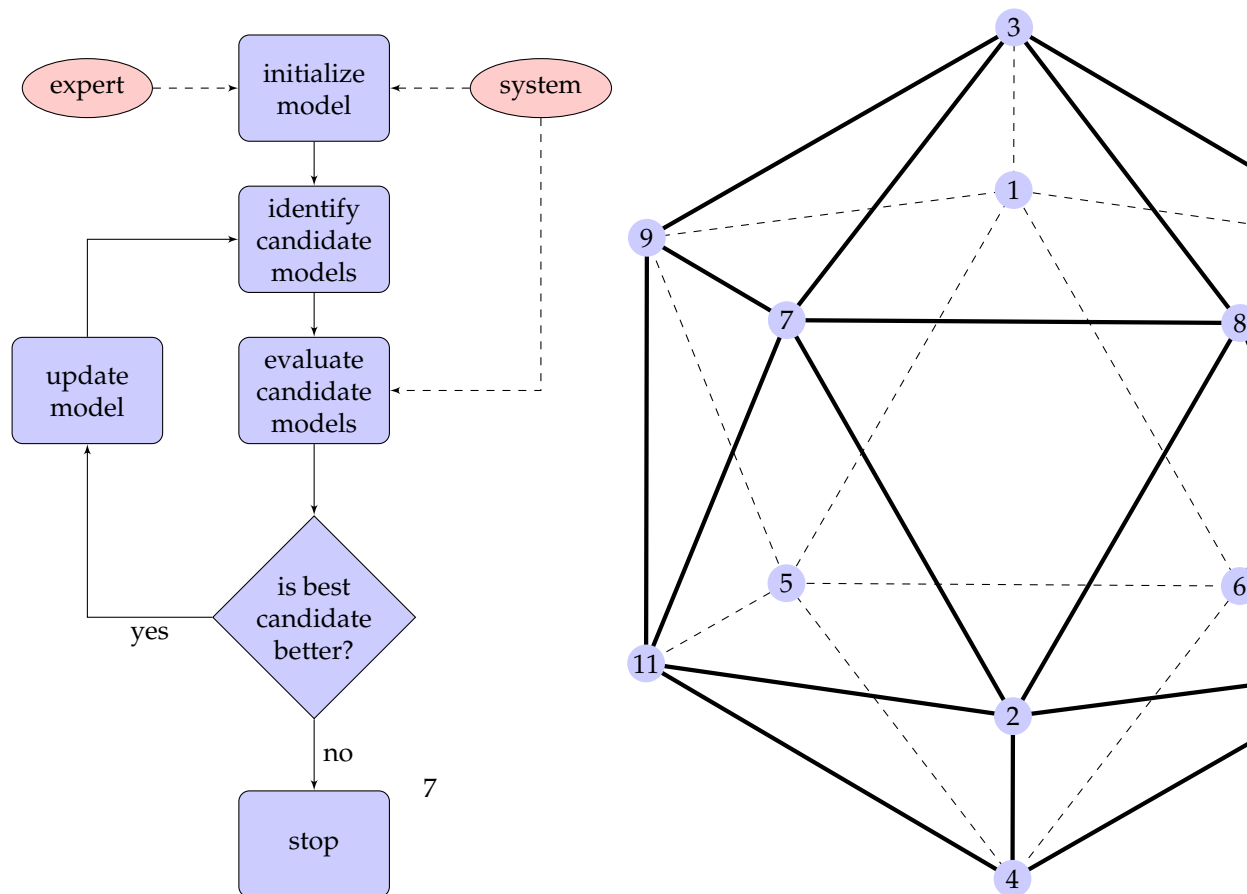 expert
initialize
model
system
identify
candidate
models
update
model
evaluate
candidate
models
is best
candidate
better?
yes
no
stop
7
3
1
9
7
8
5
6
11
2
4